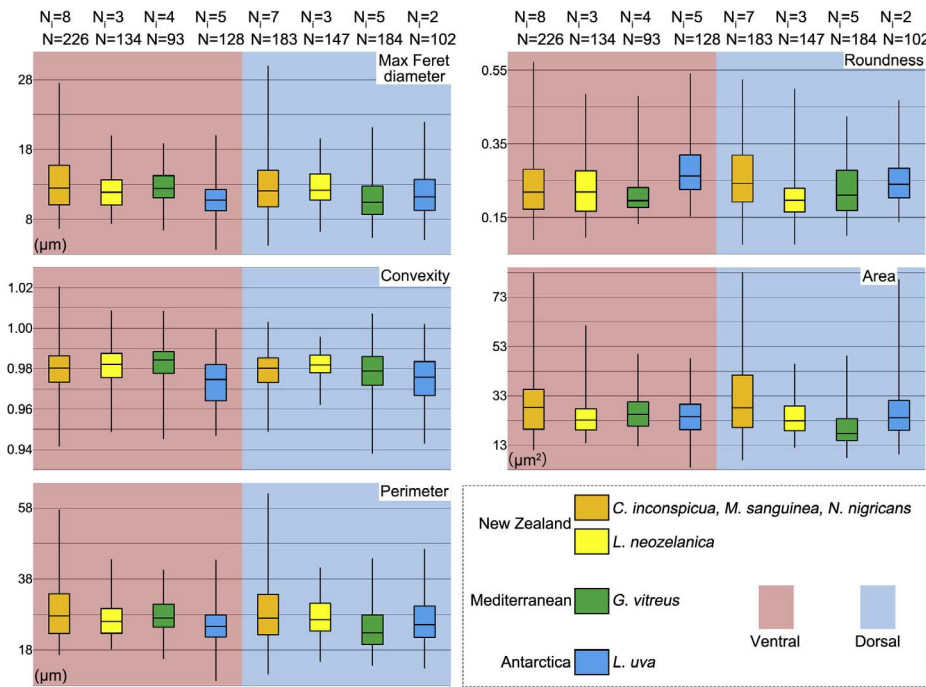 Nᵢ=8 Nᵢ=3 Nᵢ=4 Nᵢ=5 Nᵢ=7 Nᵢ=3 Nᵢ=5 Nᵢ=2
N=226 N=134 N=93 N=128 N=183 N=147 N=184 N=102
Max Feret
diameter
28
18
8
(µm)
Convexity
1.02
1.00
0.98
0.96
0.94
Perimeter
58
38
18
(µm)
Nᵢ=8 Nᵢ=3 Nᵢ=4 Nᵢ=5 Nᵢ=7 Nᵢ=3 Nᵢ=5 Nᵢ=2
N=226 N=134 N=93 N=128 N=183 N=147 N=184 N=102
Roundness
0.55
0.35
0.15
Area
73
53
33
13
(µm²)
New Zealand
C. inconspicua, M. sanguinea, N. nigricans
L. neozelanica
Mediterranean
G. vitreus
Antarctica
L. uva
Ventral
Dorsal